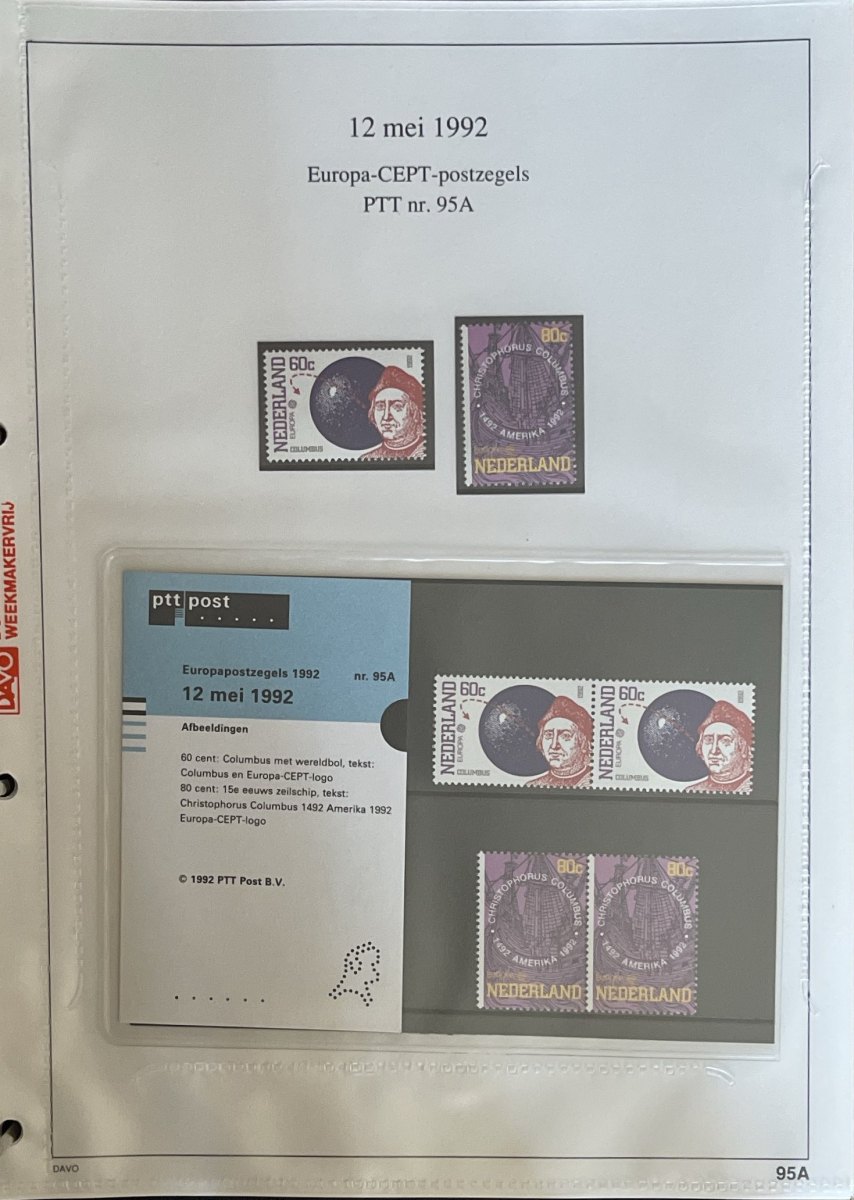 12 mei 1992
Europa-CEPT-postzegels
PTT nr. 95A
NEDERLAND
60c
1992
EUROPA
COLUMBUS
80c
CHRISTOPHORUS COLUMBUS
1492 AMERIKA 1992
NEDERLAND
DAVO
WEEKMAKERVRIJ
ptt post
Europapostzegels 1992 nr. 95A
12 mei 1992
Afbeeldingen
60 cent: Columbus met wereldbol, tekst:
Columbus en Europa-CEPT-logo
80 cent: 15e eeuws zeilschip, tekst:
Christophorus Columbus 1492 Amerika 1992
Europa-CEPT-logo
© 1992 PTT Post B.V.
NEDERLAND
60c
1992
EUROPA
COLUMBUS
NEDERLAND
60c
1992
EUROPA
COLUMBUS
80c
CHRISTOPHORUS COLUMBUS
1492 AMERIKA 1992
NEDERLAND
80c
CHRISTOPHORUS COLUMBUS
1492 AMERIKA 1992
NEDERLAND
DAVO
95A